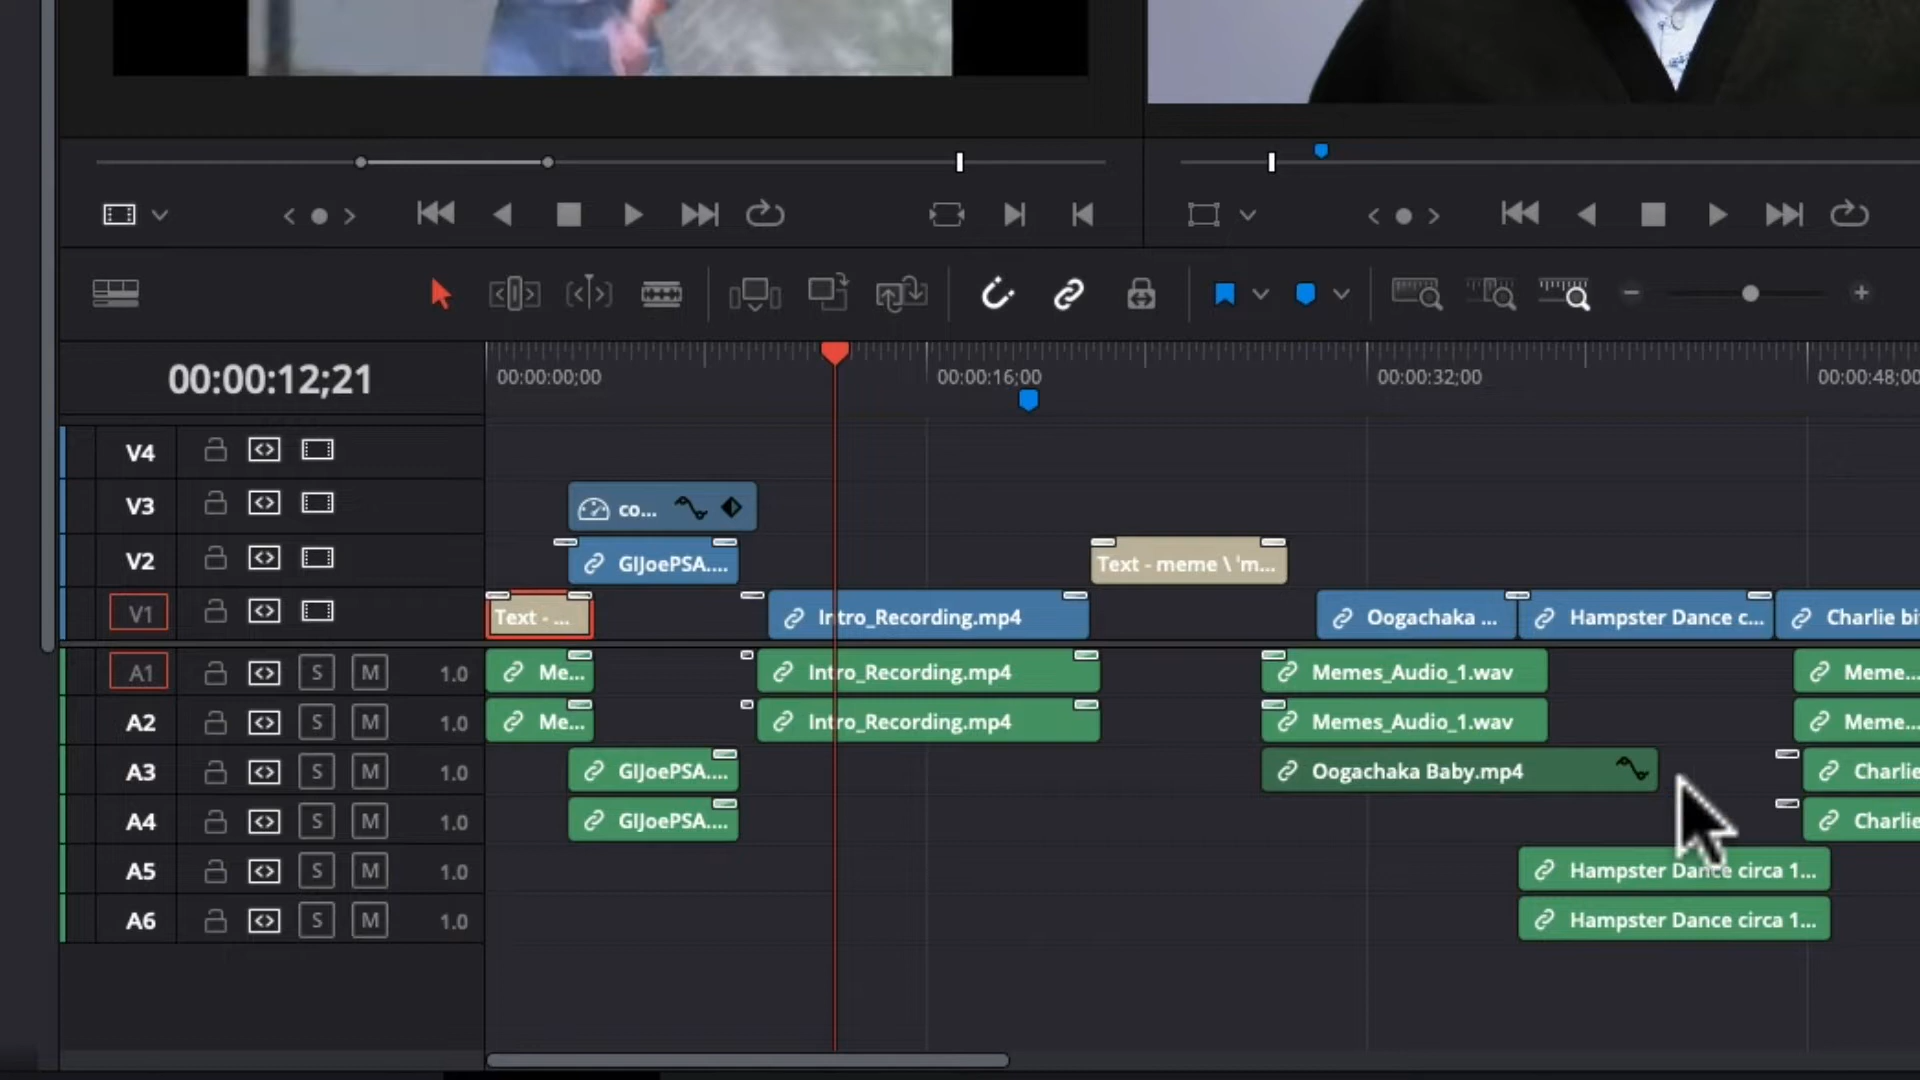 00:00:12;21
00:00:00;00
00:00:16;00
00:00:32;00
00:00:48;00
V4
V3
co...
V2
GIJoePSA....
Text - meme \ 'm...
V1
Text - ...
Intro_Recording.mp4
Oogachaka ...
Hampster Dance c...
Charlie bi
A1
S
M
1.0
Me...
Intro_Recording.mp4
Memes_Audio_1.wav
Meme...
A2
S
M
1.0
Me...
Intro_Recording.mp4
Memes_Audio_1.wav
Meme...
A3
S
M
1.0
GIJoePSA....
Oogachaka Baby.mp4
Charlie
A4
S
M
1.0
GIJoePSA....
Charlie
A5
S
M
1.0
Hampster Dance circa 1...
A6
S
M
1.0
Hampster Dance circa 1...